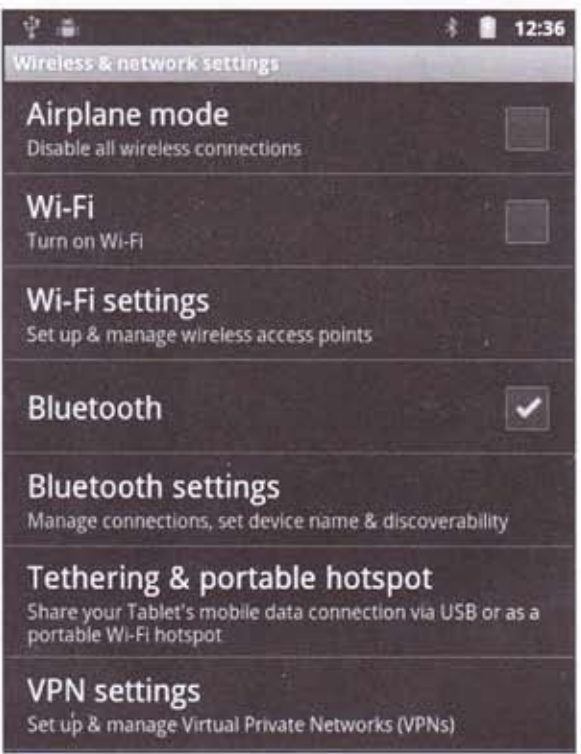 12:36
Wireless & network settings
Airplane mode
Disable all wireless connections
Wi-Fi
Turn on Wi-Fi
Wi-Fi settings
Set up & manage wireless access points
Bluetooth
Bluetooth settings
Manage connections, set device name & discoverability
Tethering & portable hotspot
Share your Tablet's mobile data connection via USB or as a
portable Wi-Fi hotspot
VPN settings
Set up & manage Virtual Private Networks (VPNs)